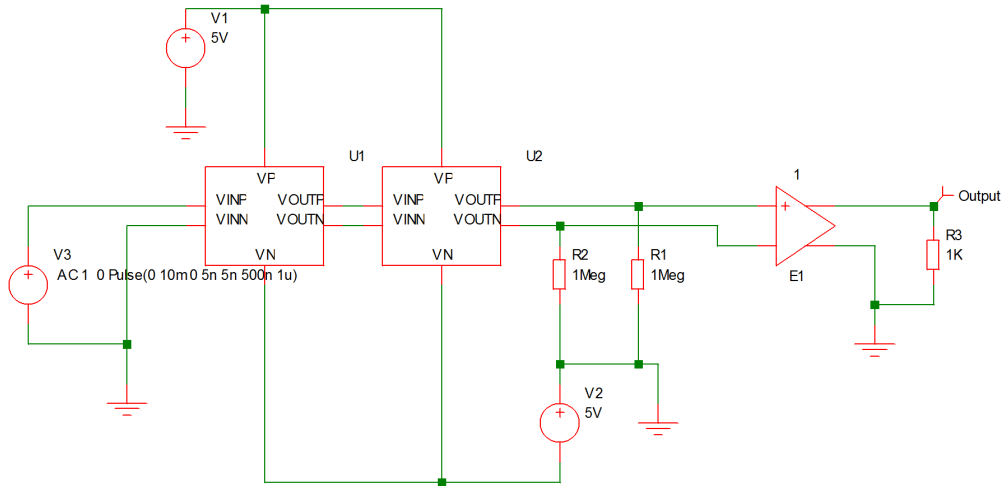 V1
5V
U1
U2
VP
VINP
VINN
VOUTP
VOUTN
VN
VP
VINP
VINN
VOUTP
VOUTN
VN
1
E1
Output
R3
1K
V3
AC 1 0 Pulse(0 10m 0 5n 5n 500n 1u)
R2
1Meg
R1
1Meg
V2
5V